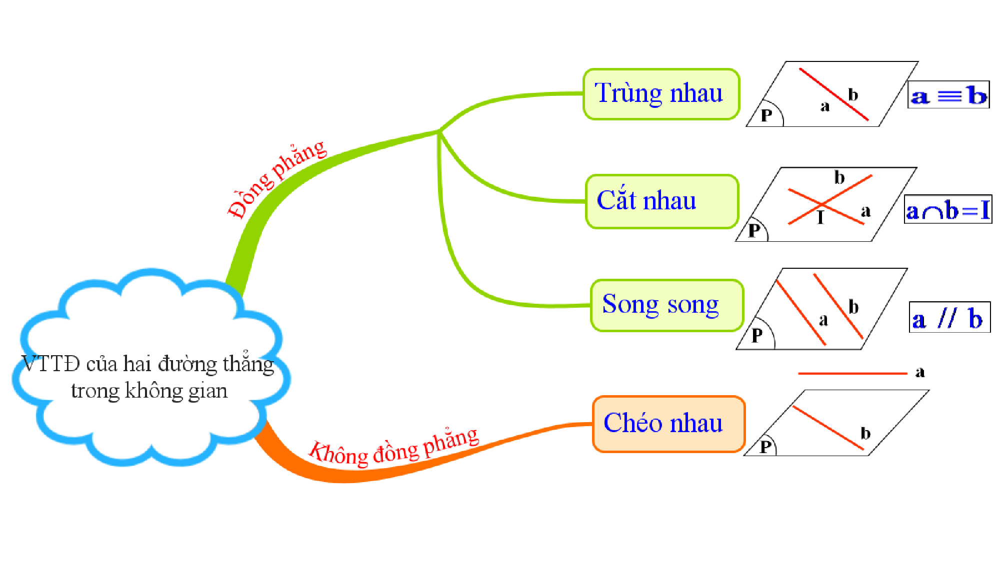 VTTĐ của hai đường thẳng
trong không gian
Đồng phẳng
Trùng nhau
b
a
P
a ≡ b
Cắt nhau
b
a
I
P
a∩b=I
Song song
b
a
P
a // b
Không đồng phẳng
Chéo nhau
a
b
P